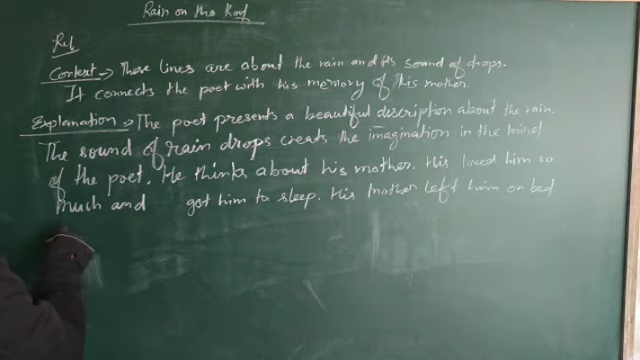 Rain on the Roof
Ref
Context → These lines are about the rain and its sound of drops.
It connects the poet with his memory of his mother.
Explanation → The poet presents a beautiful description about the rain.
The sound of rain drops creats the imagination in the mind
of the poet. He thinks about his mother. His loved him so
much and got him to sleep. His Mother left him on bed